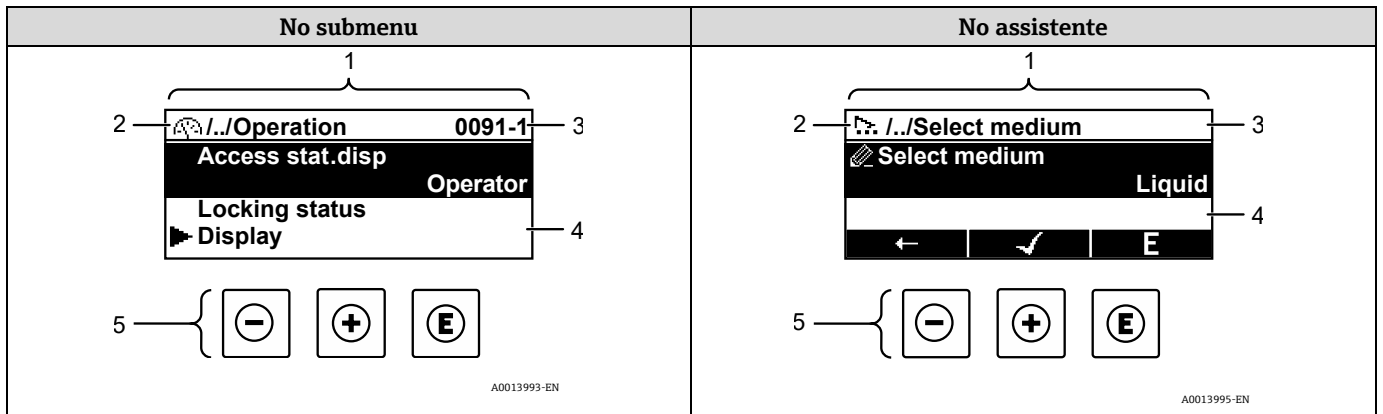 No submenu
1
2
/../Operation 0091-1
3
Access stat.disp
Operator
Locking status
Display
4
5
E
A0013993-EN
No assistente
1
2
/../Select medium
3
Select medium
Liquid
4
E
5
E
A0013995-EN